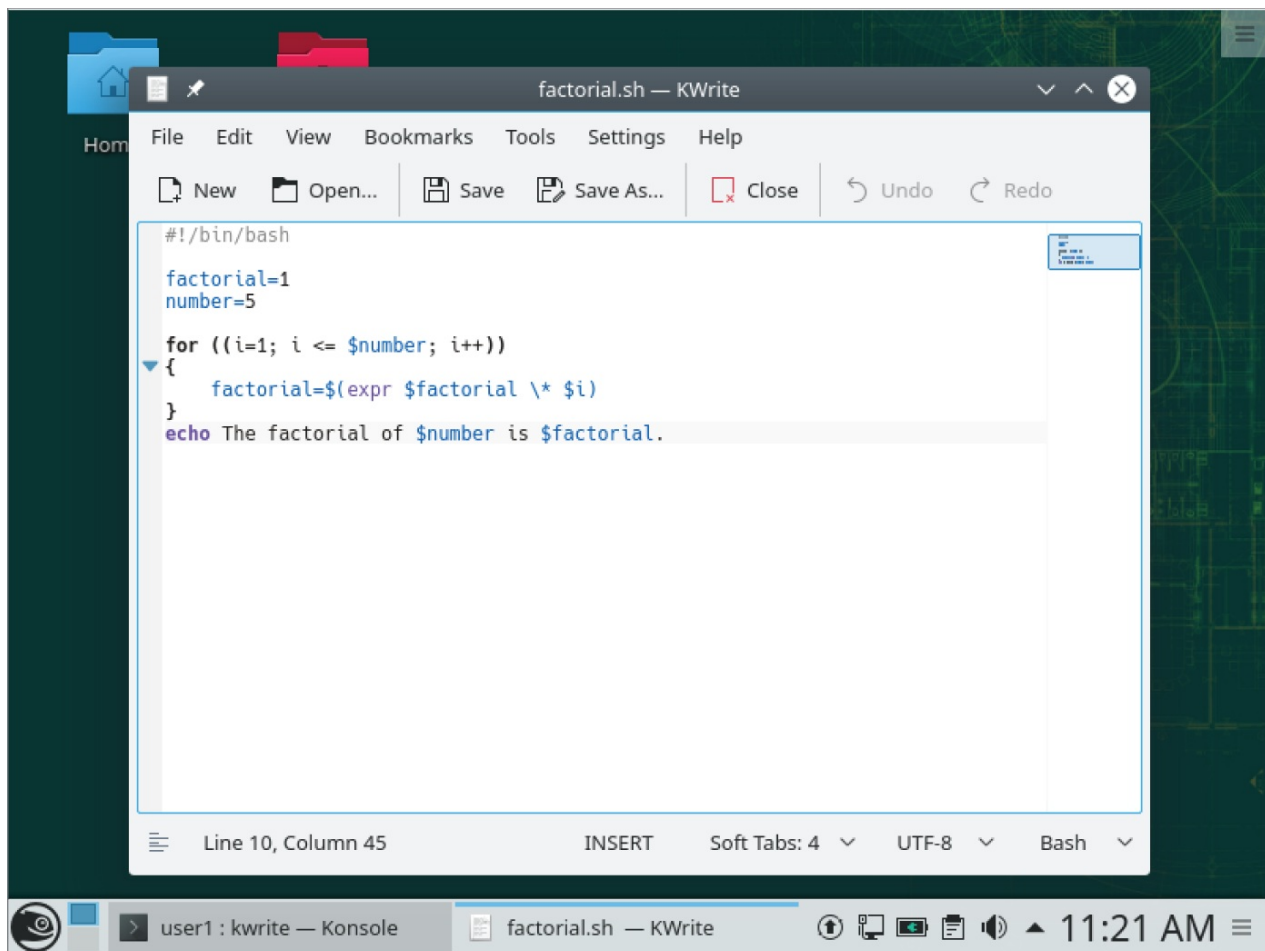 Hom
factorial.sh — KWrite
File Edit View Bookmarks Tools Settings Help
New Open... Save Save As... Close Undo Redo
#!/bin/bash
factorial=1
number=5
for ((i=1; i <= $number; i++))
{
    factorial=$(expr $factorial \* $i)
}
echo The factorial of $number is $factorial.
Line 10, Column 45 INSERT Soft Tabs: 4 UTF-8 Bash
user1 : kwrite — Konsole factorial.sh — KWrite 11:21 AM